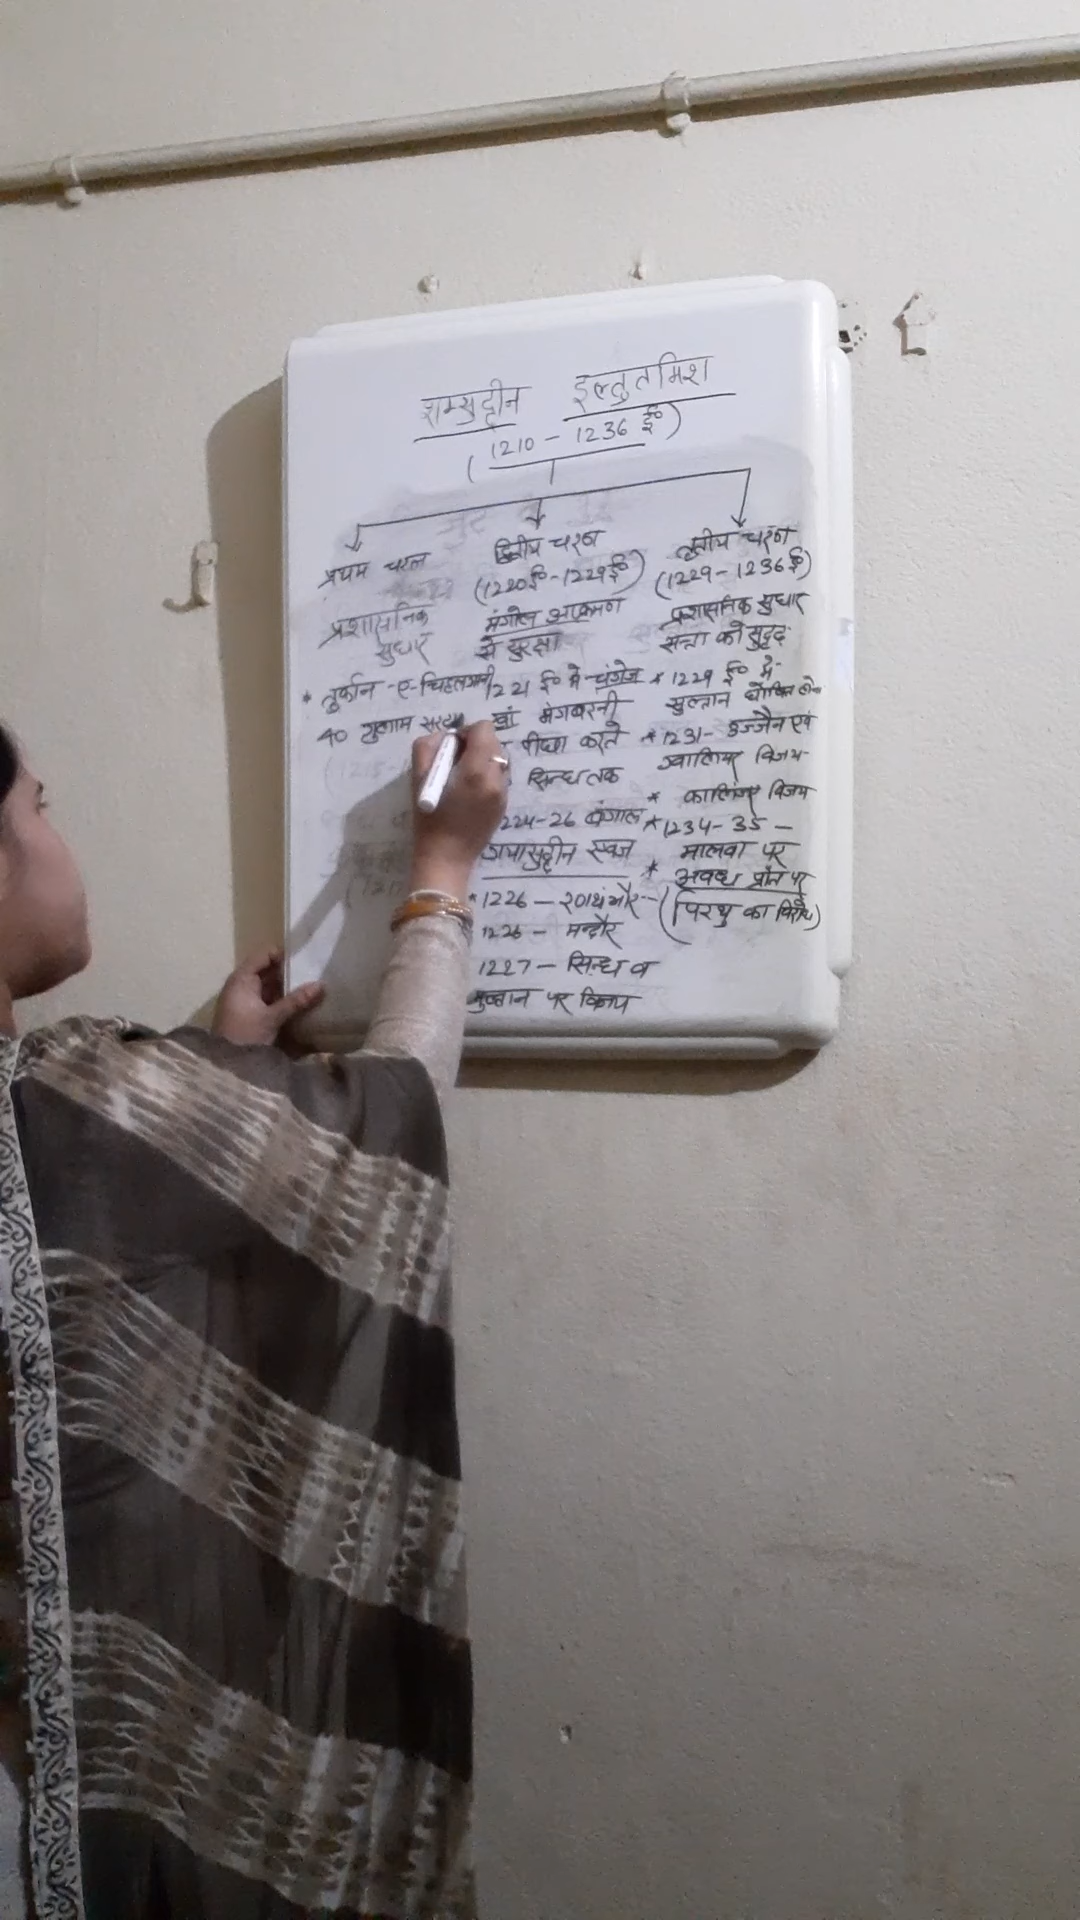 शम्सुद्दीन इल्तुतमिश
(1210 - 1236 ई०)
प्रथम चरण
प्रशासनिक
सुधार
* तुर्कान-ए-चिहलगानी
40 गुलाम सरदार
द्वितीय चरण
(1220ई०-1229ई०)
मंगोल आक्रमण
से सुरक्षा
1221 ई० मे चंगेज
खां मंगबरनी
पीछा करते
सिन्ध तक
1224-26 बंगाल
ग्यासुद्दीन
*1226 - रणथंभौर
1226 - मन्दौर
1227 - सिन्ध व
मुल्तान पर विजय
तृतीय चरण
(1229-1236ई०)
प्रशासनिक सुधार
सत्ता को सुदृढ
* 1229 ई० में-
सुल्तान घोषित
*1231- उज्जैन एवं
ग्वालियर विजय-
* कालिंजर विजय
*1234-35 -
मालवा पर
* अवध प्रांत पर
(पिरथु का विरोध)